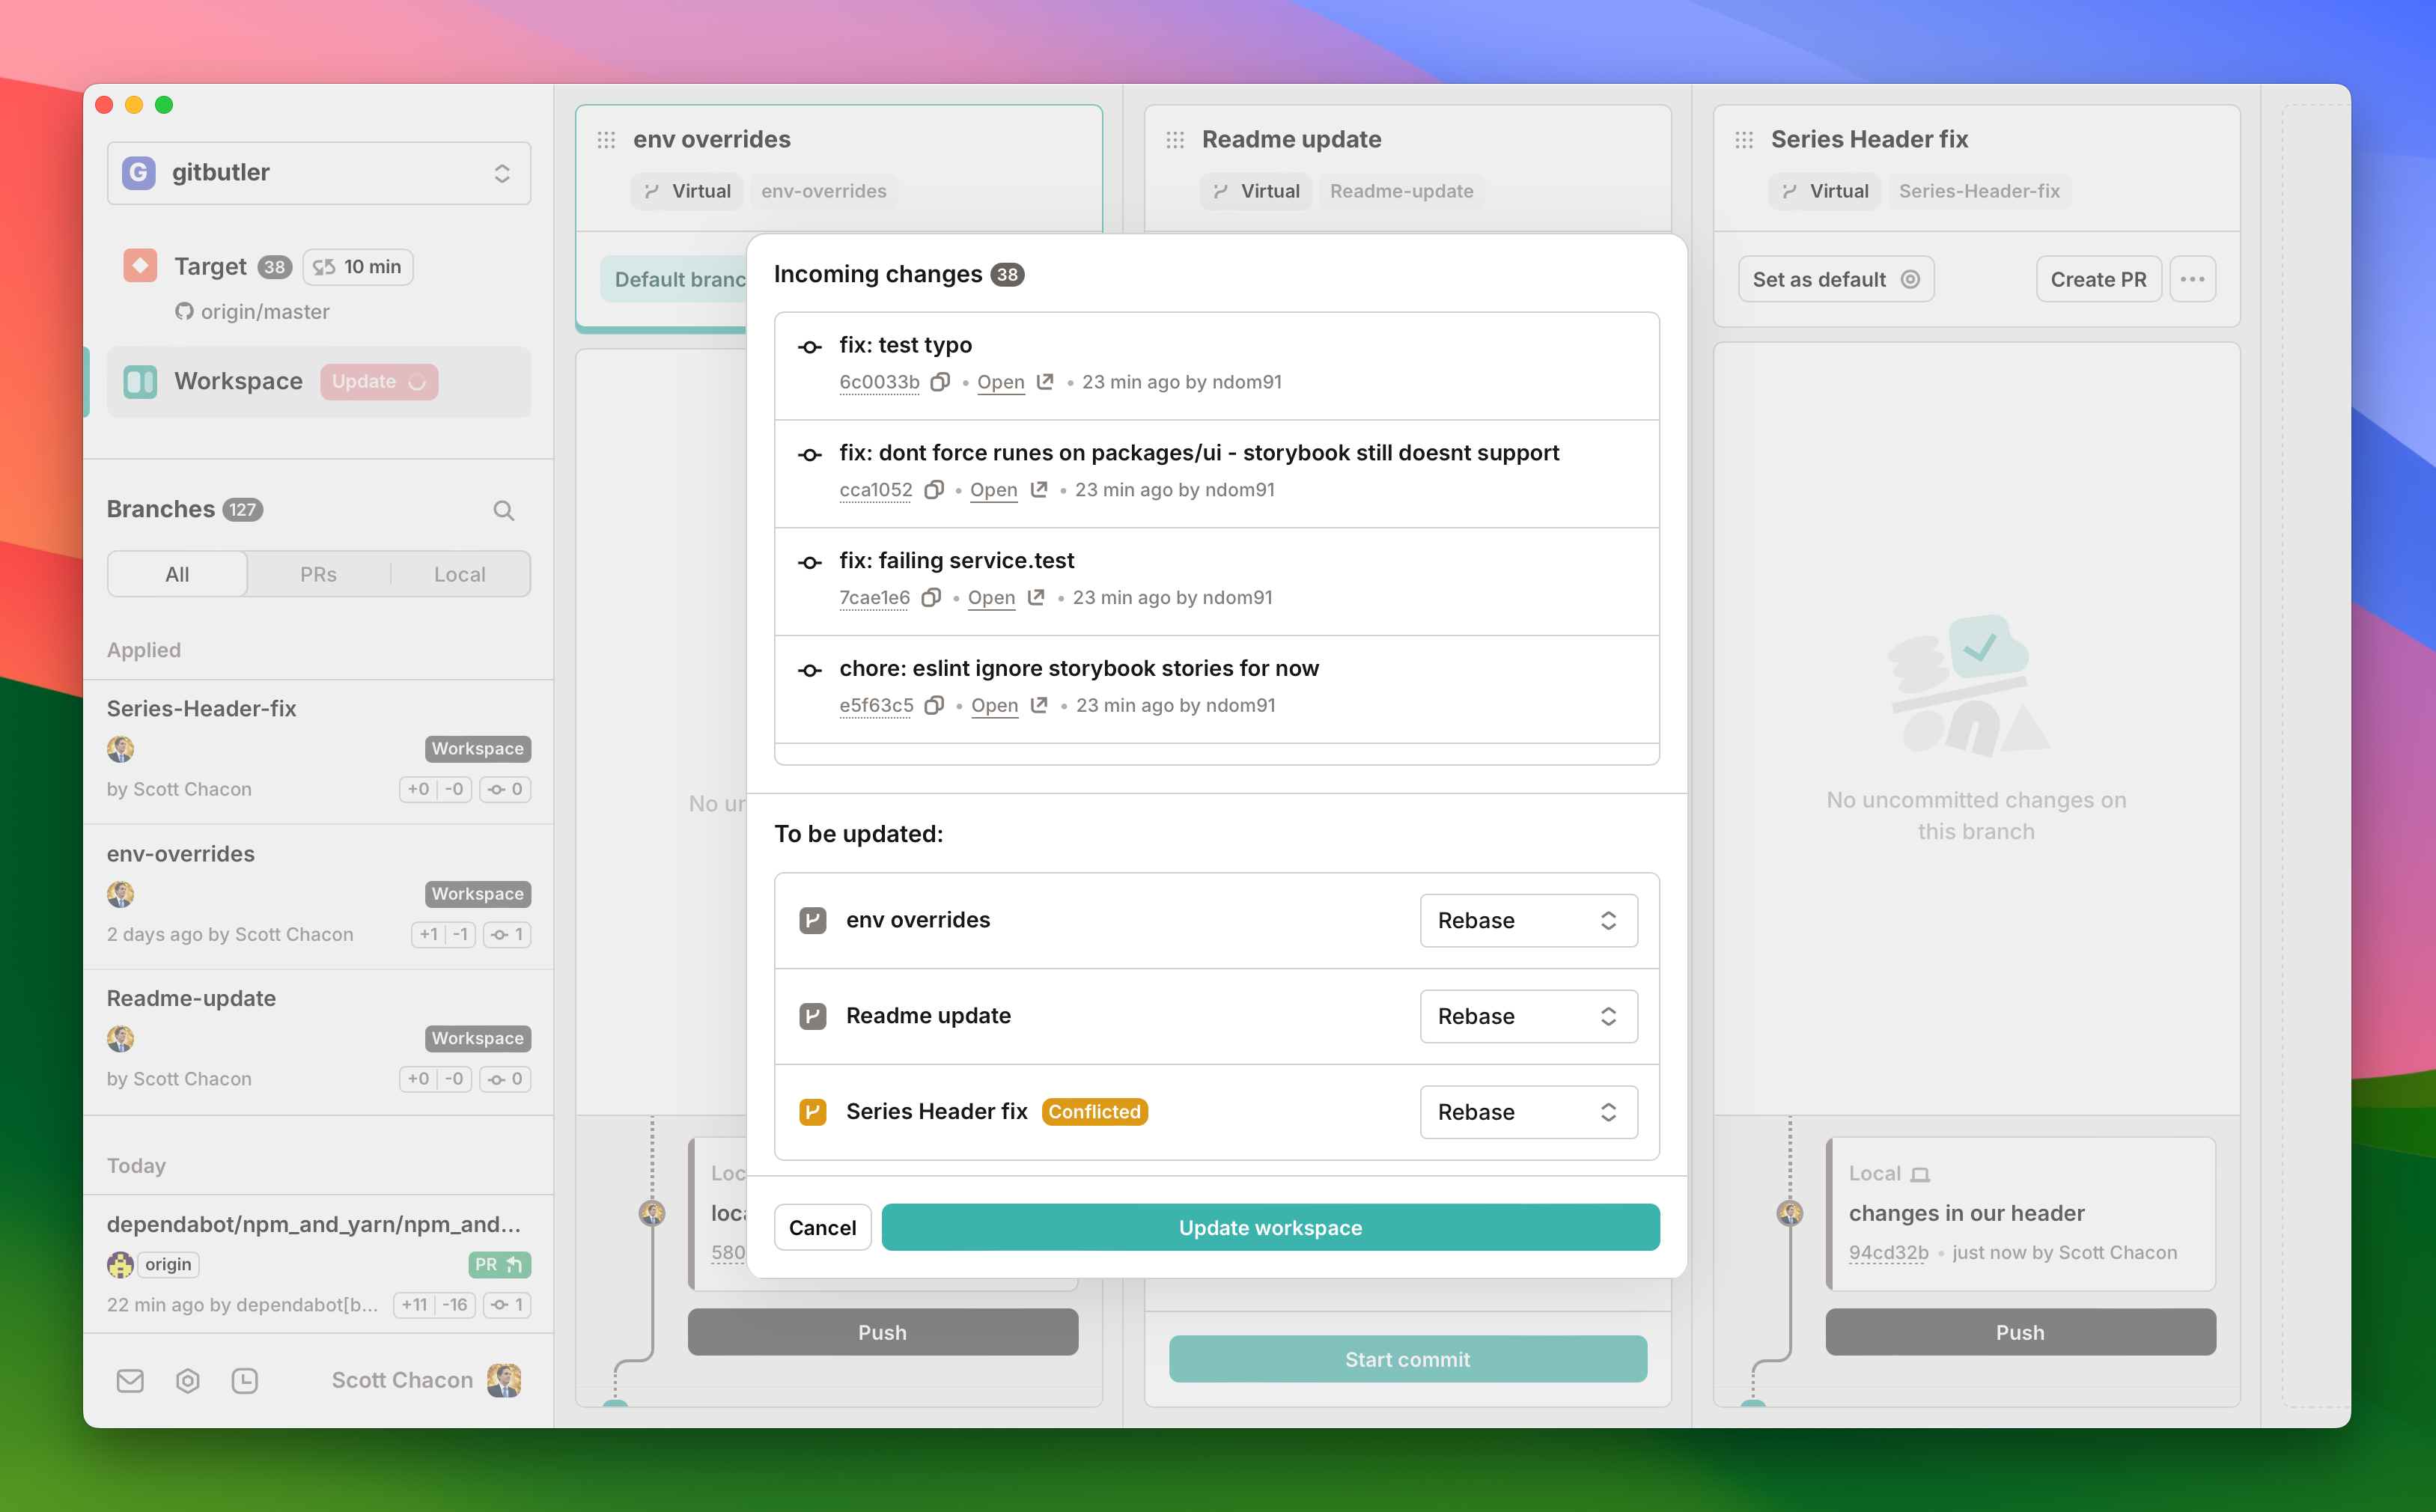 G gitbutler
Target 38 10 min
origin/master
Workspace Update
Branches 127
All PRs Local
Applied
Series-Header-fix
Workspace
by Scott Chacon +0 -0 0
env-overrides
Workspace
2 days ago by Scott Chacon +1 -1 1
Readme-update
Workspace
by Scott Chacon +0 -0 0
Today
dependabot/npm_and_yarn/npm_and...
origin PR
22 min ago by dependabot[b... +11 -16 1
Scott Chacon
env overrides
Virtual env-overrides
Default branc
No un
Loc
loca
580
Push
Readme update
Virtual Readme-update
Start commit
Series Header fix
Virtual Series-Header-fix
Set as default Create PR
No uncommitted changes on
this branch
Local
changes in our header
94cd32b • just now by Scott Chacon
Push
Incoming changes 38
fix: test typo
6c0033b • Open • 23 min ago by ndom91
fix: dont force runes on packages/ui - storybook still doesnt support
cca1052 • Open • 23 min ago by ndom91
fix: failing service.test
7cae1e6 • Open • 23 min ago by ndom91
chore: eslint ignore storybook stories for now
e5f63c5 • Open • 23 min ago by ndom91
To be updated:
env overrides Rebase
Readme update Rebase
Series Header fix Conflicted Rebase
Cancel Update workspace